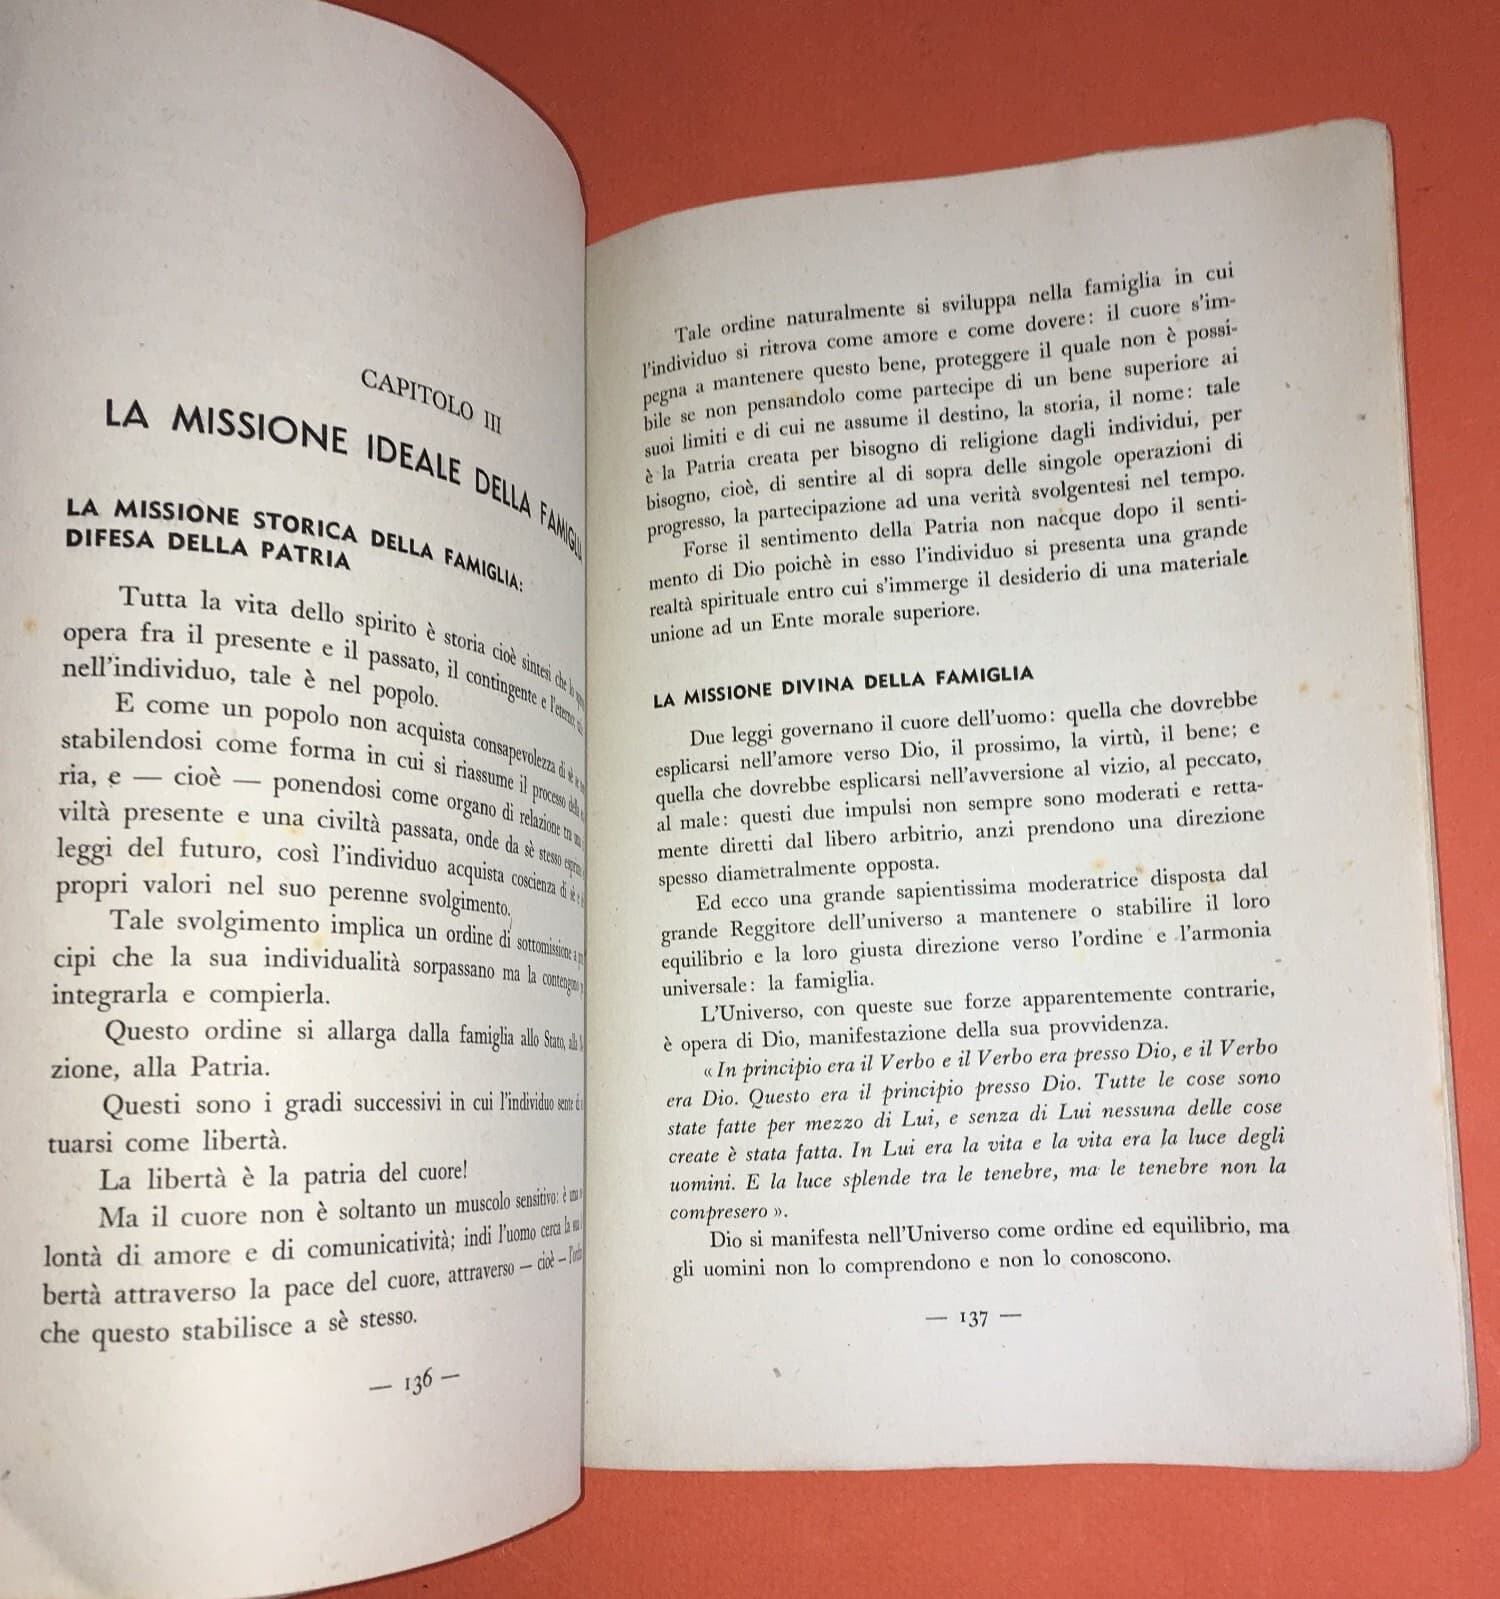 CAPITOLO III
LA MISSIONE IDEALE DELLA FAMIGLIA
LA MISSIONE STORICA DELLA FAMIGLIA:
DIFESA DELLA PATRIA
Tutta la vita dello spirito è storia cioè sintesi che lo
opera fra il presente e il passato, il contingente e l'eterno:
nell'individuo, tale è nel popolo.
E come un popolo non acquista consapevolezza di sè
stabilendosi come forma in cui si riassume il processo della
ria, e — cioè — ponendosi come organo di relazione tra una
viltà presente e una civiltà passata, onde da sè stesso
leggi del futuro, così l'individuo acquista coscienza di sè e
propri valori nel suo perenne svolgimento.
Tale svolgimento implica un ordine di sottomissione a
cipi che la sua individualità sorpassano ma la contengono
integrarla e compierla.
Questo ordine si allarga dalla famiglia allo Stato, alla
zione, alla Patria.
Questi sono i gradi successivi in cui l'individuo sente di
tuarsi come libertà.
La libertà è la patria del cuore!
Ma il cuore non è soltanto un muscolo sensitivo: è una
lontà di amore e di comunicatività; indi l'uomo cerca la sua
bertà attraverso la pace del cuore, attraverso — cioè —
che questo stabilisce a sè stesso.
— 136 —
Tale ordine naturalmente si sviluppa nella famiglia in cui
l'individuo si ritrova come amore e come dovere: il cuore s'im-
pegna a mantenere questo bene, proteggere il quale non è possi-
bile se non pensandolo come partecipe di un bene superiore ai
suoi limiti e di cui ne assume il destino, la storia, il nome: tale
è la Patria creata per bisogno di religione dagli individui, per
bisogno, cioè, di sentire al di sopra delle singole operazioni di
progresso, la partecipazione ad una verità svolgentesi nel tempo.
Forse il sentimento della Patria non nacque dopo il senti-
mento di Dio poichè in esso l'individuo si presenta una grande
realtà spirituale entro cui s'immerge il desiderio di una materiale
unione ad un Ente morale superiore.
LA MISSIONE DIVINA DELLA FAMIGLIA
Due leggi governano il cuore dell'uomo: quella che dovrebbe
esplicarsi nell'amore verso Dio, il prossimo, la virtù, il bene; e
quella che dovrebbe esplicarsi nell'avversione al vizio, al peccato,
al male: questi due impulsi non sempre sono moderati e retta-
mente diretti dal libero arbitrio, anzi prendono una direzione
spesso diametralmente opposta.
Ed ecco una grande sapientissima moderatrice disposta dal
grande Reggitore dell'universo a mantenere o stabilire il loro
equilibrio e la loro giusta direzione verso l'ordine e l'armonia
universale: la famiglia.
L'Universo, con queste sue forze apparentemente contrarie,
è opera di Dio, manifestazione della sua provvidenza.
« In principio era il Verbo e il Verbo era presso Dio, e il Verbo
era Dio. Questo era il principio presso Dio. Tutte le cose sono
state fatte per mezzo di Lui, e senza di Lui nessuna delle cose
create è stata fatta. In Lui era la vita e la vita era la luce degli
uomini. E la luce splende tra le tenebre, ma le tenebre non la
compresero ».
Dio si manifesta nell'Universo come ordine ed equilibrio, ma
gli uomini non lo comprendono e non lo conoscono.
— 137 —